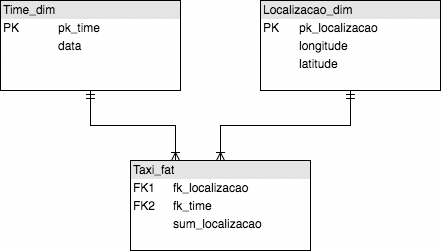 Time_dim
PK pk_time
data
Localizacao_dim
PK pk_localizacao
longitude
latitude
Taxi_fat
FK1 fk_localizacao
FK2 fk_time
sum_localizacao